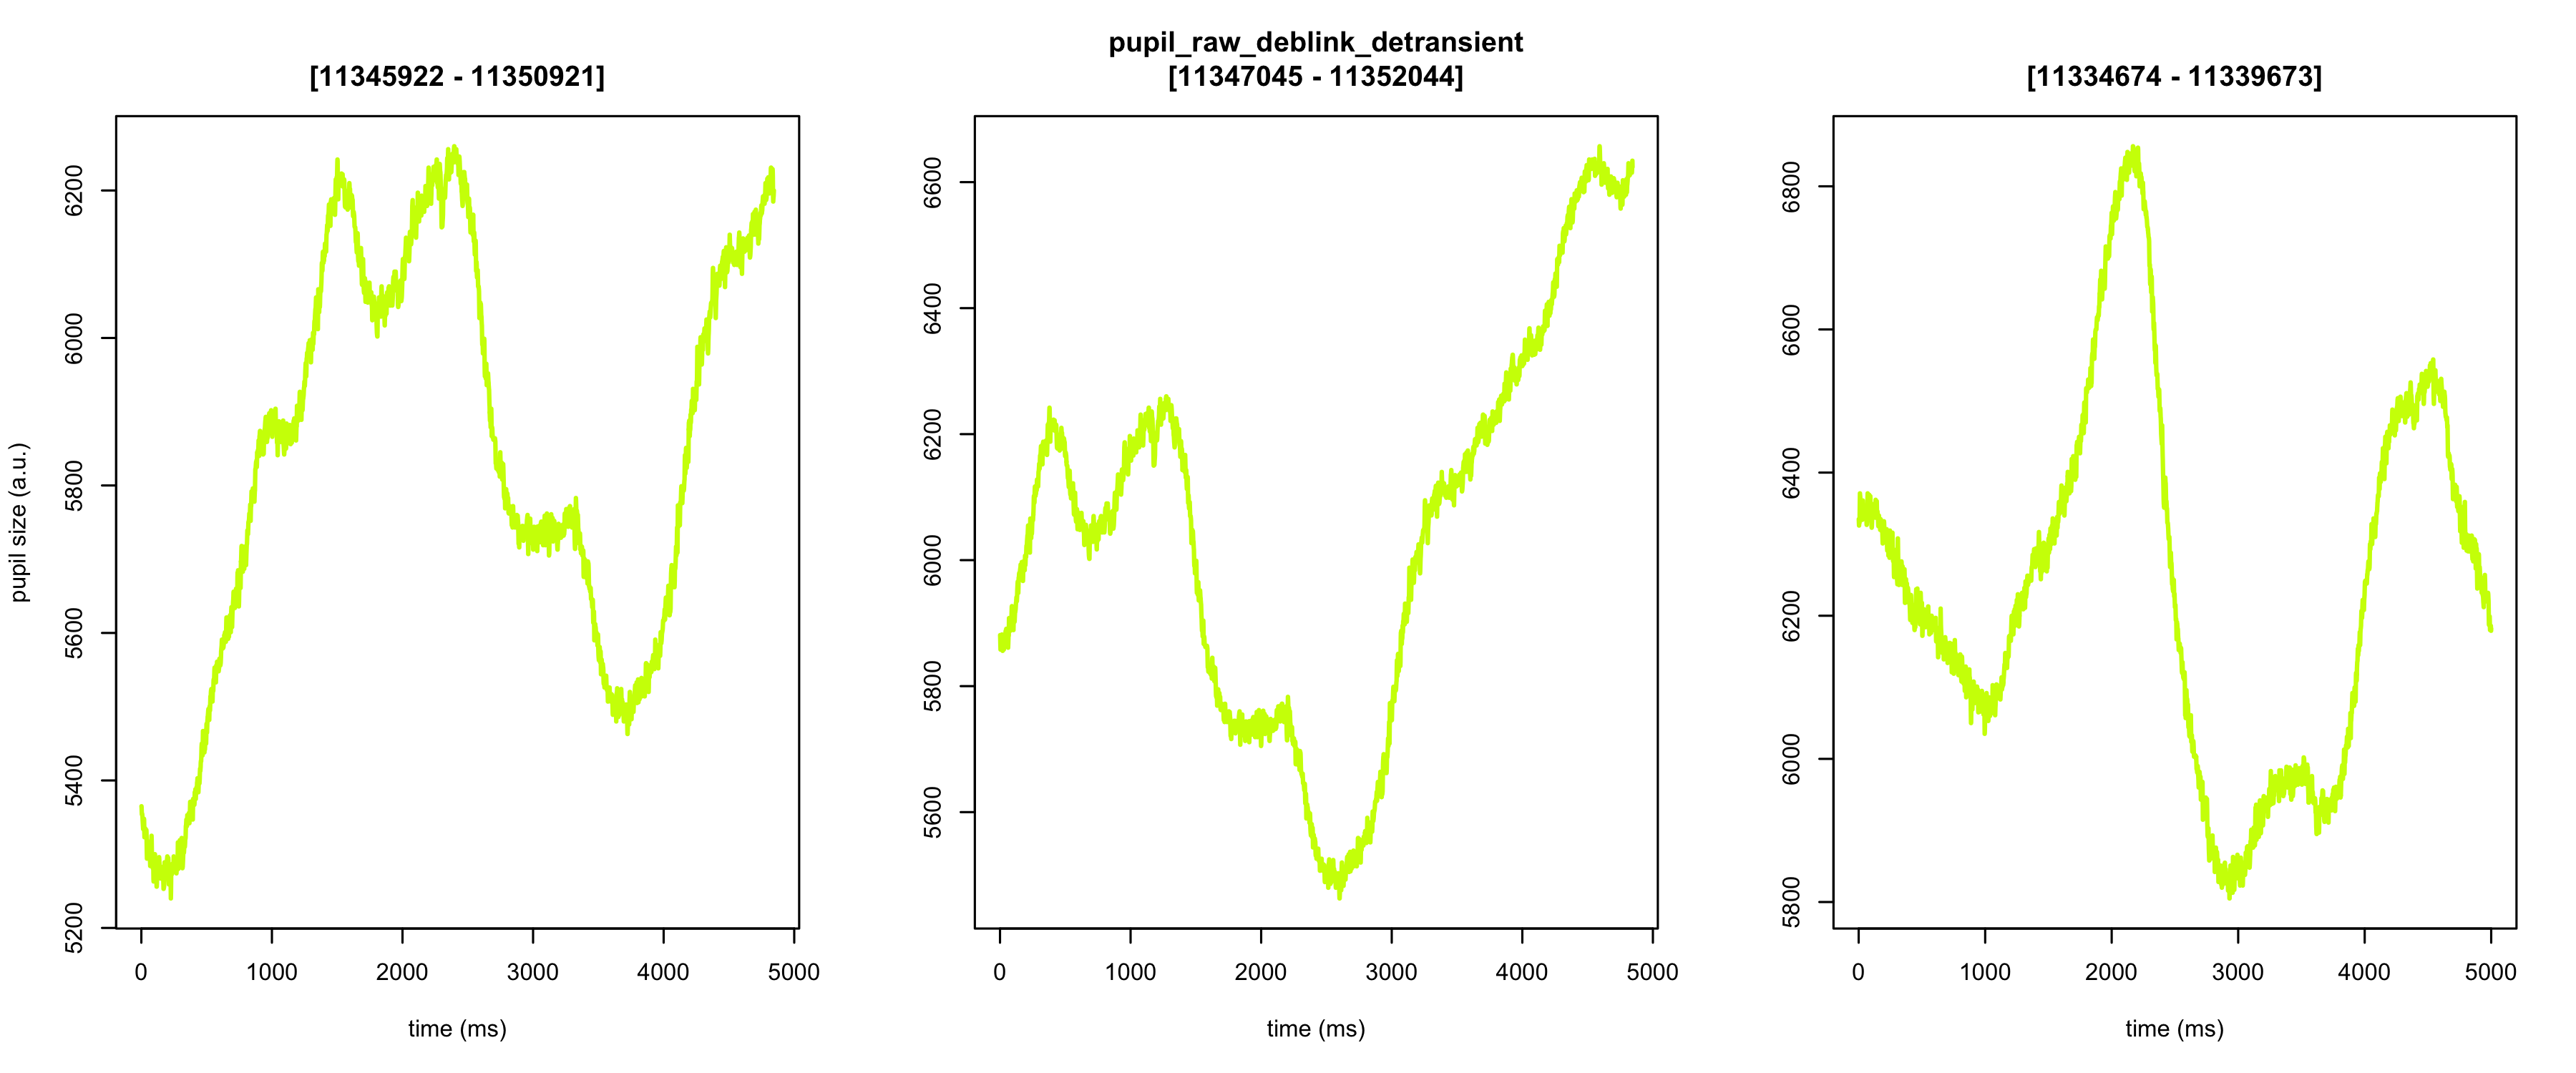 pupil_raw_deblink_detransient
[11345922 - 11350921]
[11347045 - 11352044]
[11334674 - 11339673]
pupil size (a.u.)
6200
6000
5800
5600
5400
5200
0 1000 2000 3000 4000 5000
time (ms)
6600
6400
6200
6000
5800
5600
0 1000 2000 3000 4000 5000
time (ms)
6800
6600
6400
6200
6000
5800
0 1000 2000 3000 4000 5000
time (ms)